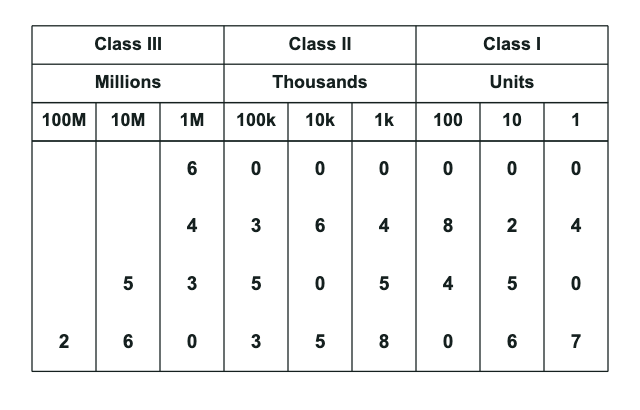 Class III Class II Class I
Millions Thousands Units
100M 10M 1M 100k 10k 1k 100 10 1
6 0 0 0 0 0 0
4 3 6 4 8 2 4
5 3 5 0 5 4 5 0
2 6 0 3 5 8 0 6 7